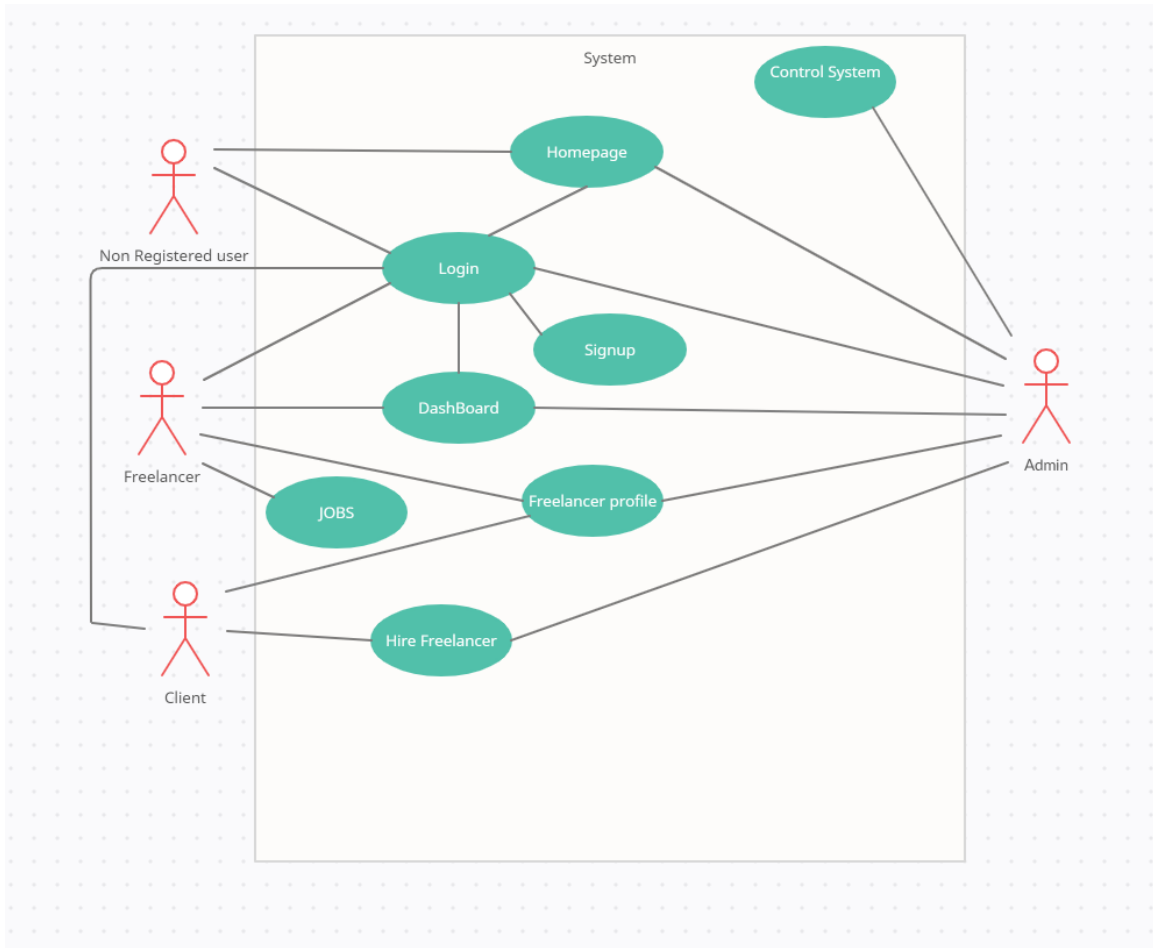 System
Control System
Homepage
Non Registered user
Login
Signup
DashBoard
Freelancer
Admin
Freelancer profile
JOBS
Hire Freelancer
Client